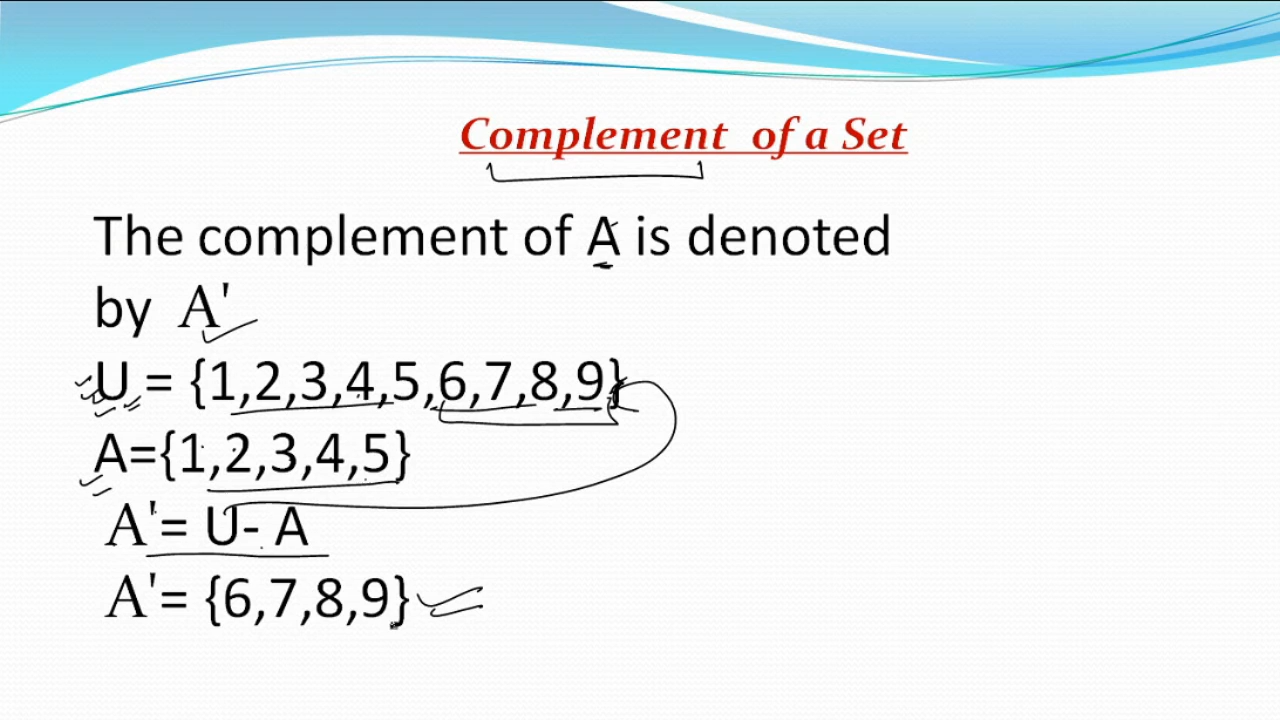 Complement of a Set
The complement of A is denoted
by A'
U = {1,2,3,4,5,6,7,8,9}
A={1,2,3,4,5}
A'= U- A
A'= {6,7,8,9}